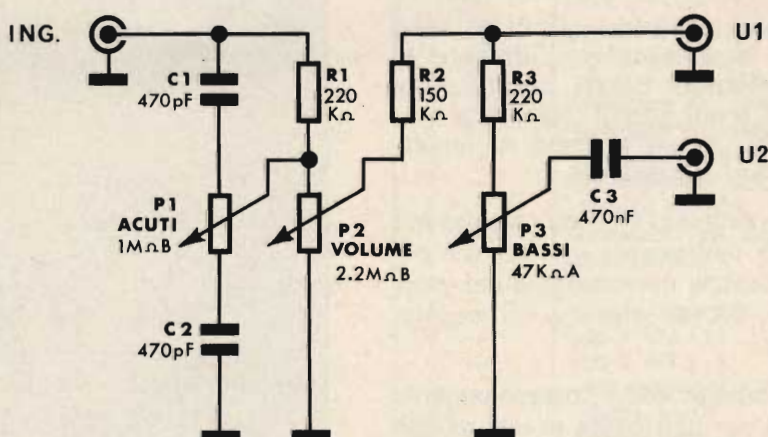 ING.
U1
C1
470pF
R1
220
KΩ
R2
150
KΩ
R3
220
KΩ
U2
C3
470nF
P1
ACUTI
1MΩB
P2
VOLUME
2.2MΩB
P3
BASSI
47KΩA
C2
470pF